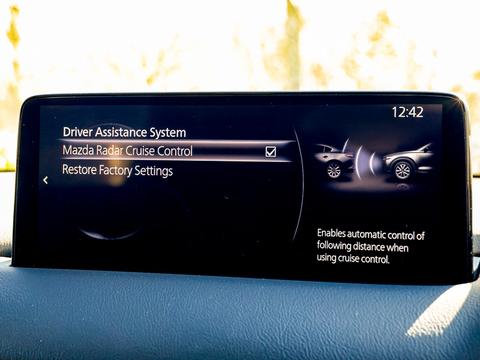 12:42
Driver Assistance System
Mazda Radar Cruise Control
Restore Factory Settings
Enables automatic control of
following distance when
using cruise control.